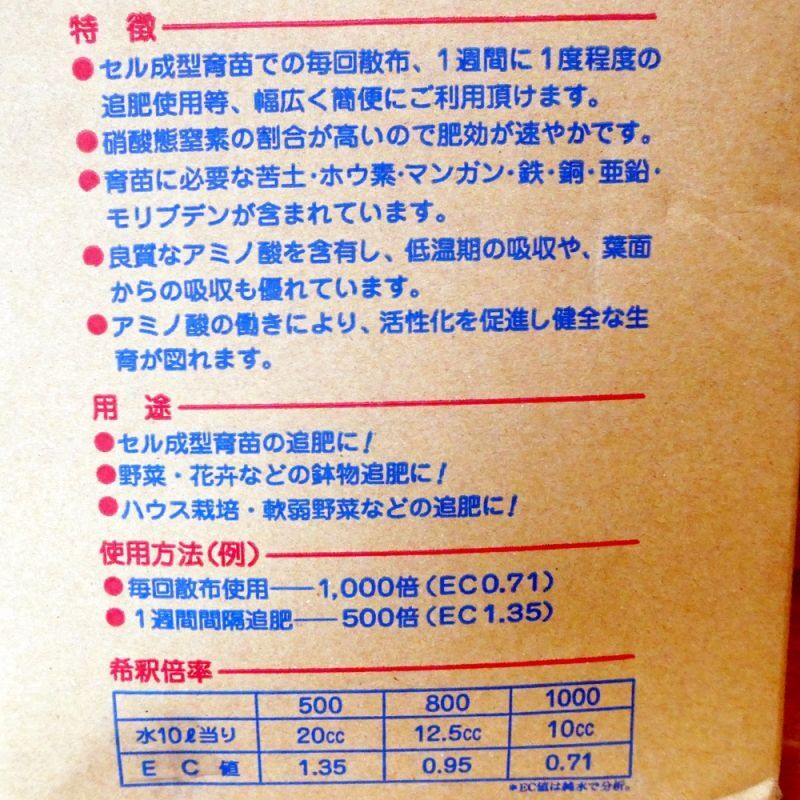 特 徴
●セル成型育苗での毎回散布、1週間に1度程度の
追肥使用等、幅広く簡便にご利用頂けます。
●硝酸態窒素の割合が高いので肥効が速やかです。
●育苗に必要な苦土・ホウ素・マンガン・鉄・銅・亜鉛・
モリブデンが含まれています。
●良質なアミノ酸を含有し、低温期の吸収や、葉面
からの吸収も優れています。
●アミノ酸の働きにより、活性化を促進し健全な生
育が図れます。
用 途
●セル成型育苗の追肥に!
●野菜・花卉などの鉢物追肥に!
●ハウス栽培・軟弱野菜などの追肥に!
使用方法(例)
●毎回散布使用──1,000倍(EC0.71)
●1週間間隔追肥──500倍(EC1.35)
希釈倍率
500 800 1000
水10ℓ当り 20cc 12.5cc 10cc
E C 値 1.35 0.95 0.71
*EC値は純水で分析。